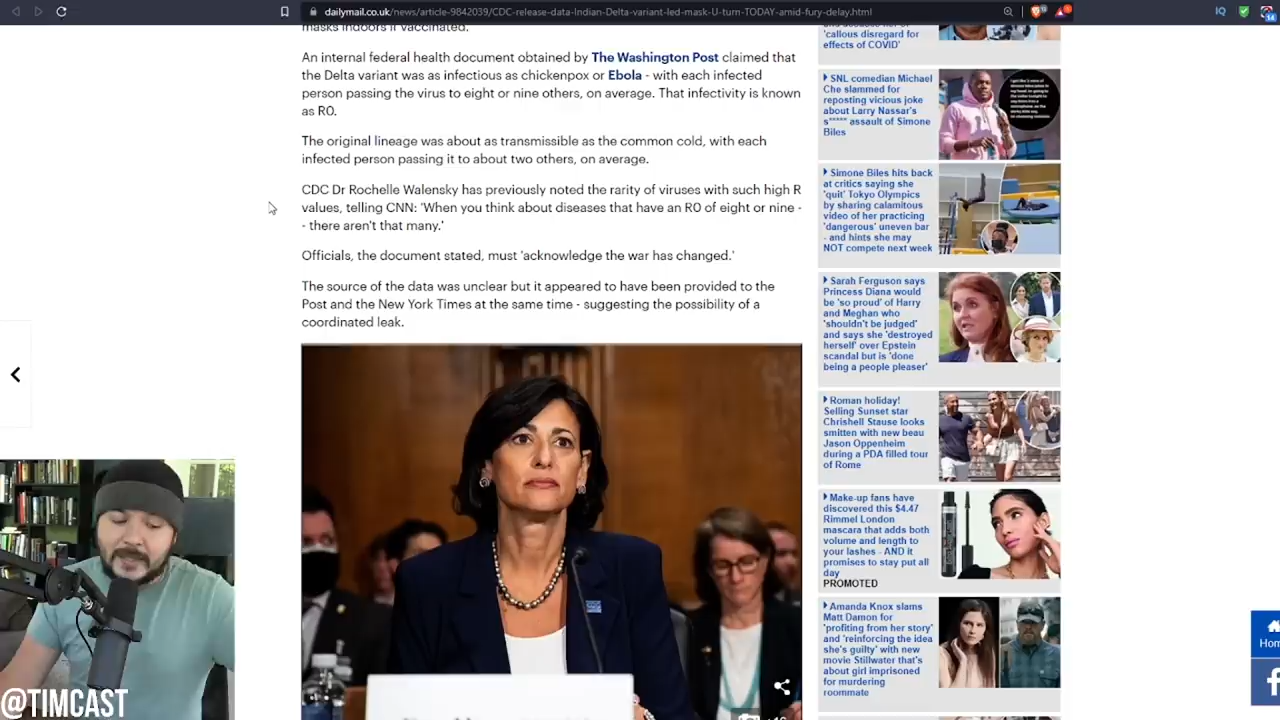 dailymail.co.uk/news/article-9842039/CDC-release-data-Indian-Delta-variant-led-mask-U-turn-TODAY-amid-fury-delay.html
IQ
14
masks indoors if vaccinated.
An internal federal health document obtained by The Washington Post claimed that
the Delta variant was as infectious as chickenpox or Ebola - with each infected
person passing the virus to eight or nine others, on average. That infectivity is known
as R0.
The original lineage was about as transmissible as the common cold, with each
infected person passing it to about two others, on average.
CDC Dr Rochelle Walensky has previously noted the rarity of viruses with such high R
values, telling CNN: 'When you think about diseases that have an R0 of eight or nine -
- there aren't that many.'
Officials, the document stated, must 'acknowledge the war has changed.'
The source of the data was unclear but it appeared to have been provided to the
Post and the New York Times at the same time - suggesting the possibility of a
coordinated leak.
'callous disregard for
effects of COVID'
SNL comedian Michael
Che slammed for
reposting vicious joke
about Larry Nassar's
s***** assault of Simone
Biles
Simone Biles hits back
at critics saying she
'quit' Tokyo Olympics
by sharing calamitous
video of her practicing
'dangerous' uneven bar
- and hints she may
NOT compete next week
Sarah Ferguson says
Princess Diana would
be 'so proud' of Harry
and Meghan who
'shouldn't be judged'
and says she 'destroyed
herself' over Epstein
scandal but is 'done
being a people pleaser'
Roman holiday!
Selling Sunset star
Chrishell Stause looks
smitten with new beau
Jason Oppenheim
during a PDA filled tour
of Rome
Make-up fans have
discovered this $4.47
Rimmel London
mascara that adds both
volume and length to
your lashes - AND it
promises to stay put all
day
PROMOTED
Amanda Knox slams
Matt Damon for
'profiting from her story'
and 'reinforcing the idea
she's guilty' with new
movie Stillwater that's
about girl imprisoned
for murdering
roommate
Hom
@TIMCAST